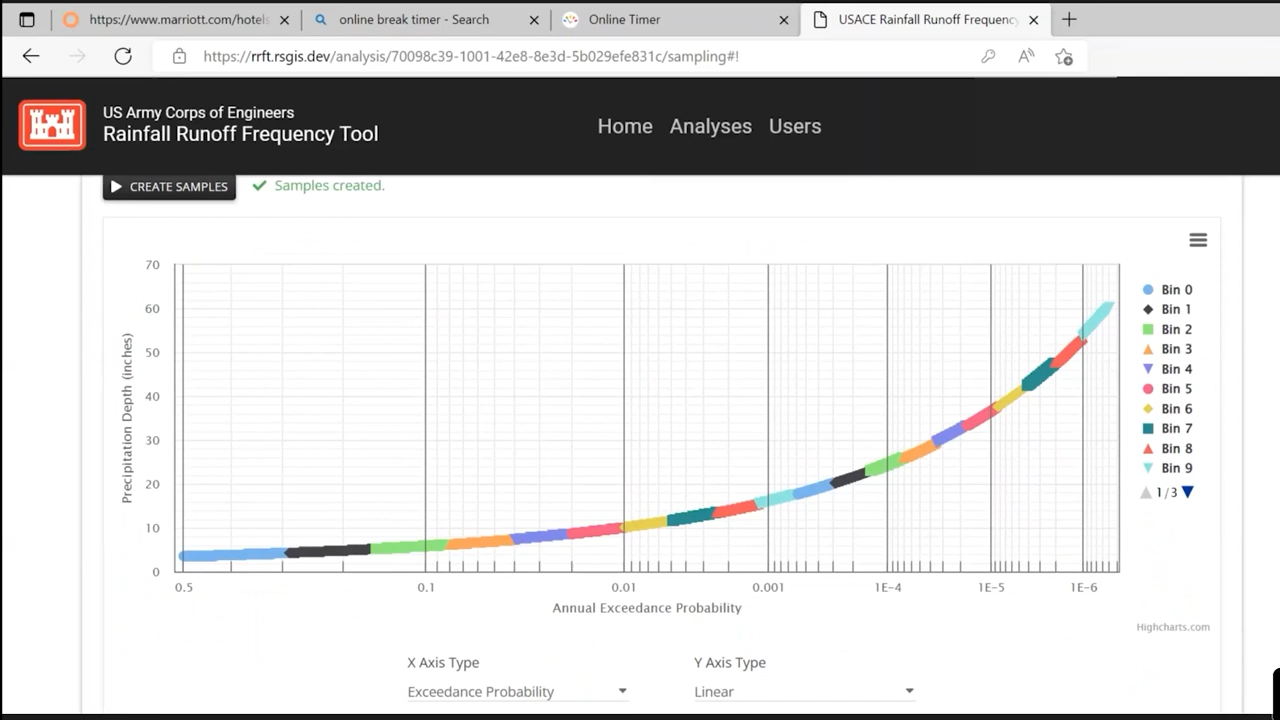 https://www.marriott.com/hotels
online break timer - Search
Online Timer
USACE Rainfall Runoff Frequency
https://rrft.rsgis.dev/analysis/70098c39-1001-42e8-8e3d-5b029efe831c/sampling#!
US Army Corps of Engineers
Rainfall Runoff Frequency Tool
Home Analyses Users
CREATE SAMPLES
Samples created.
70
60
50
40
30
20
10
0
Precipitation Depth (inches)
0.5 0.1 0.01 0.001 1E-4 1E-5 1E-6
Annual Exceedance Probability
Bin 0
Bin 1
Bin 2
Bin 3
Bin 4
Bin 5
Bin 6
Bin 7
Bin 8
Bin 9
1/3
Highcharts.com
X Axis Type
Exceedance Probability
Y Axis Type
Linear